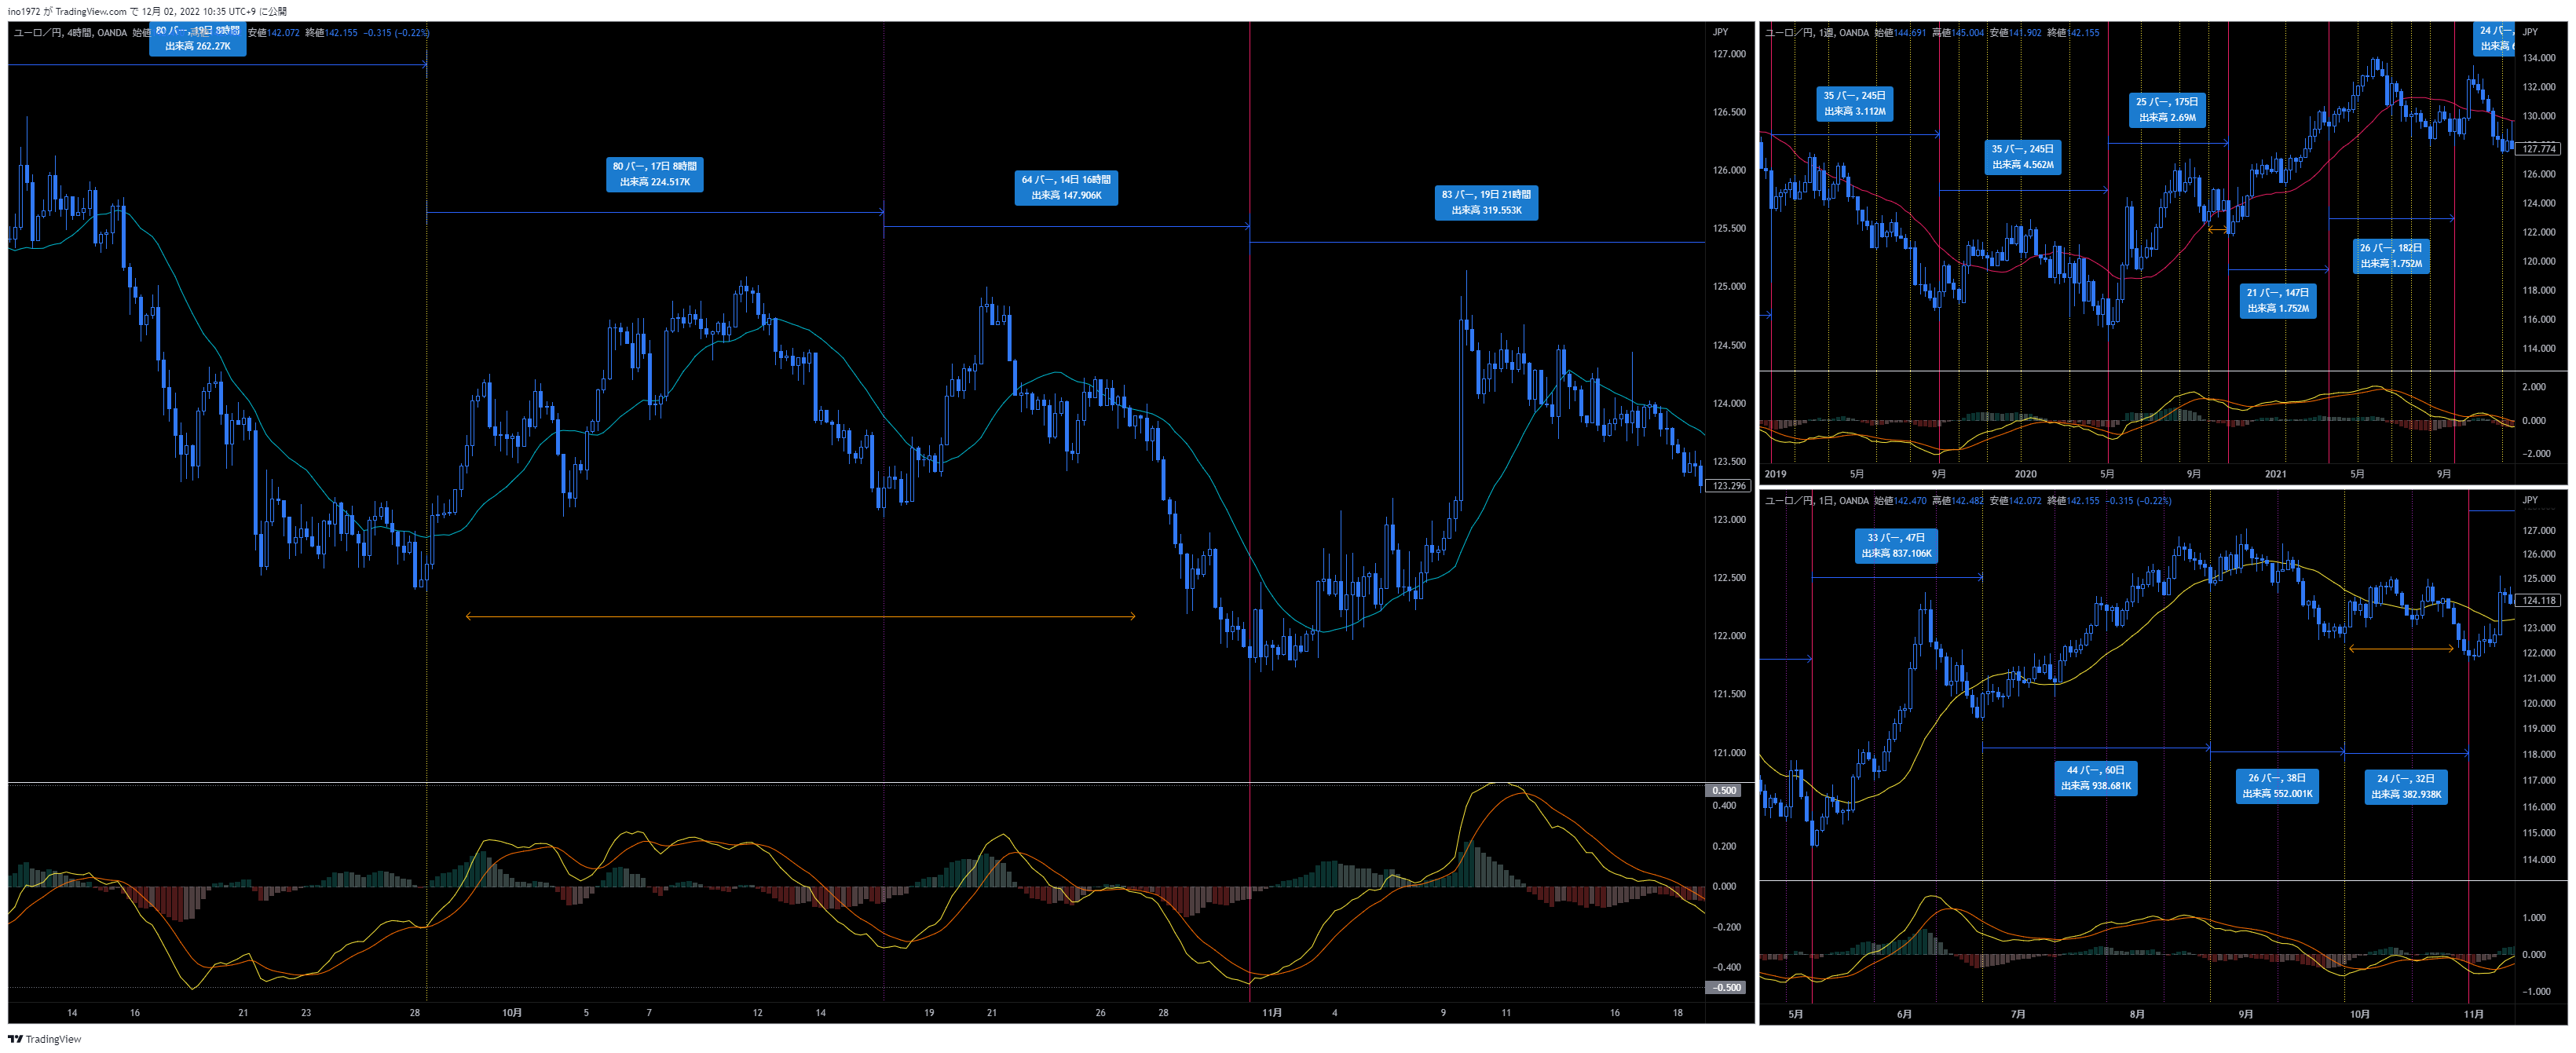 ino1972 が TradingView.com で 12月 02, 2022 10:35 UTC+9 に公開
ユーロ／円, 4時間, OANDA 始値 安値142.072 終値142.155 −0.315 (−0.22%)
80 バー, 19日 8時間
出来高 262.27K
80 バー, 17日 8時間
出来高 224.517K
64 バー, 14日 16時間
出来高 147.906K
83 バー, 19日 21時間
出来高 319.553K
JPY
127.000
126.500
126.000
125.500
125.000
124.500
124.000
123.500
123.296
123.000
122.500
122.000
121.500
121.000
0.500
0.400
0.200
0.000
−0.200
−0.400
−0.500
14 16 21 23 28 10月 5 7 12 14 19 21 26 28 11月 4 9 11 16 18
ユーロ／円, 1週, OANDA 始値144.691 高値145.004 安値141.902 終値142.155
35 バー, 245日
出来高 3.112M
35 バー, 245日
出来高 4.562M
25 バー, 175日
出来高 2.69M
21 バー, 147日
出来高 1.752M
26 バー, 182日
出来高 1.752M
24 バー,
出来高 6
JPY
134.000
132.000
130.000
127.774
126.000
124.000
122.000
120.000
118.000
116.000
114.000
2.000
0.000
−2.000
2019 5月 9月 2020 5月 9月 2021 5月 9月
ユーロ／円, 1日, OANDA 始値142.470 高値142.482 安値142.072 終値142.155 −0.315 (−0.22%)
33 バー, 47日
出来高 837.106K
44 バー, 60日
出来高 938.681K
26 バー, 38日
出来高 552.001K
24 バー, 32日
出来高 382.938K
JPY
127.000
126.000
125.000
124.118
123.000
122.000
121.000
120.000
119.000
118.000
117.000
116.000
115.000
114.000
1.000
0.000
−1.000
5月 6月 7月 8月 9月 10月 11月
TradingView